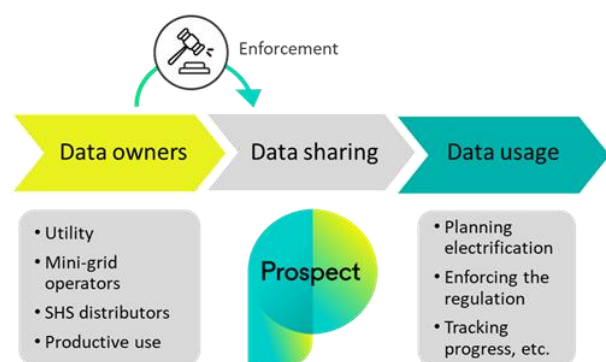 Enforcement
Data owners
Data sharing
Data usage
• Utility
• Mini-grid
operators
• SHS distributors
• Productive use
Prospect
• Planning
electrification
• Enforcing the
regulation
• Tracking
progress, etc.